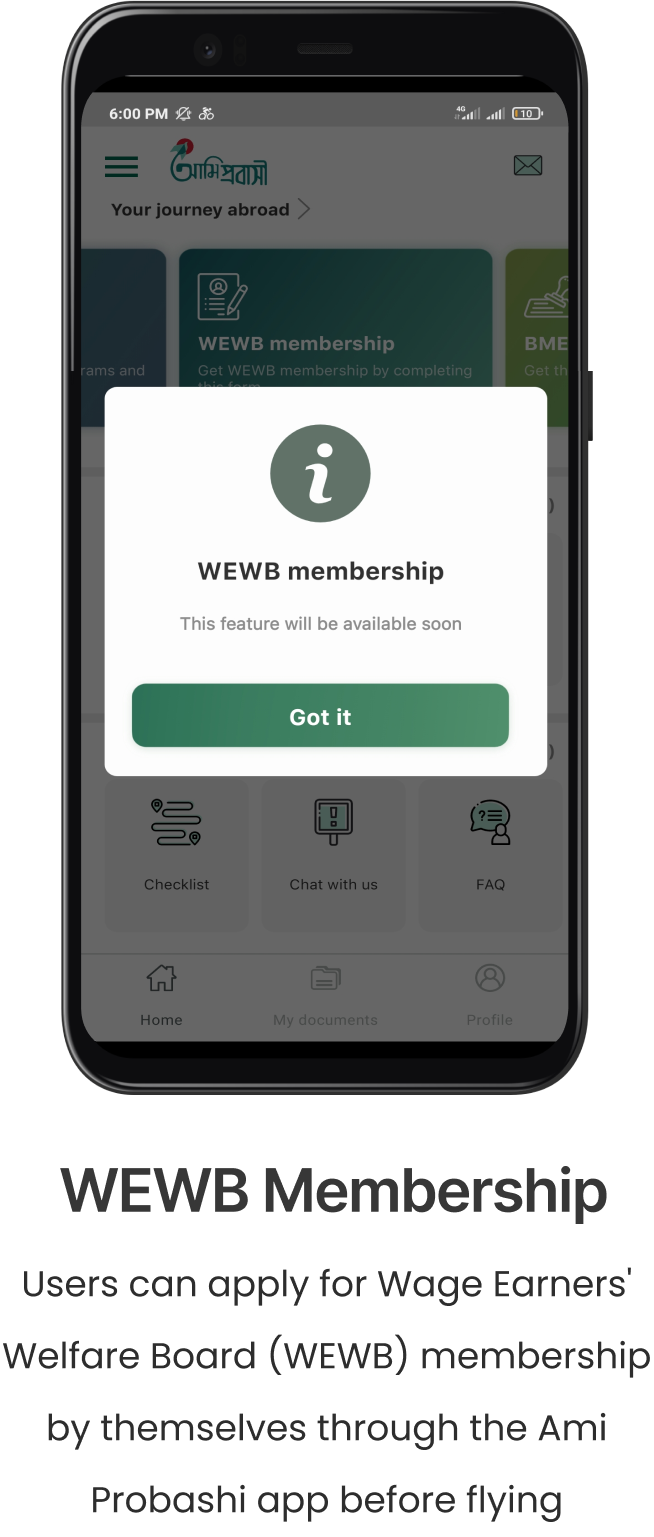 6:00 PM
4G
10
আমি প্রবাসী
Your journey abroad
WEWB membership
BME
rams and
Get WEWB membership by completing
Get th
this form
)
WEWB membership
This feature will be available soon
Got it
)
Checklist
Chat with us
FAQ
Home
My documents
Profile
WEWB Membership
Users can apply for Wage Earners'
Welfare Board (WEWB) membership
by themselves through the Ami
Probashi app before flying